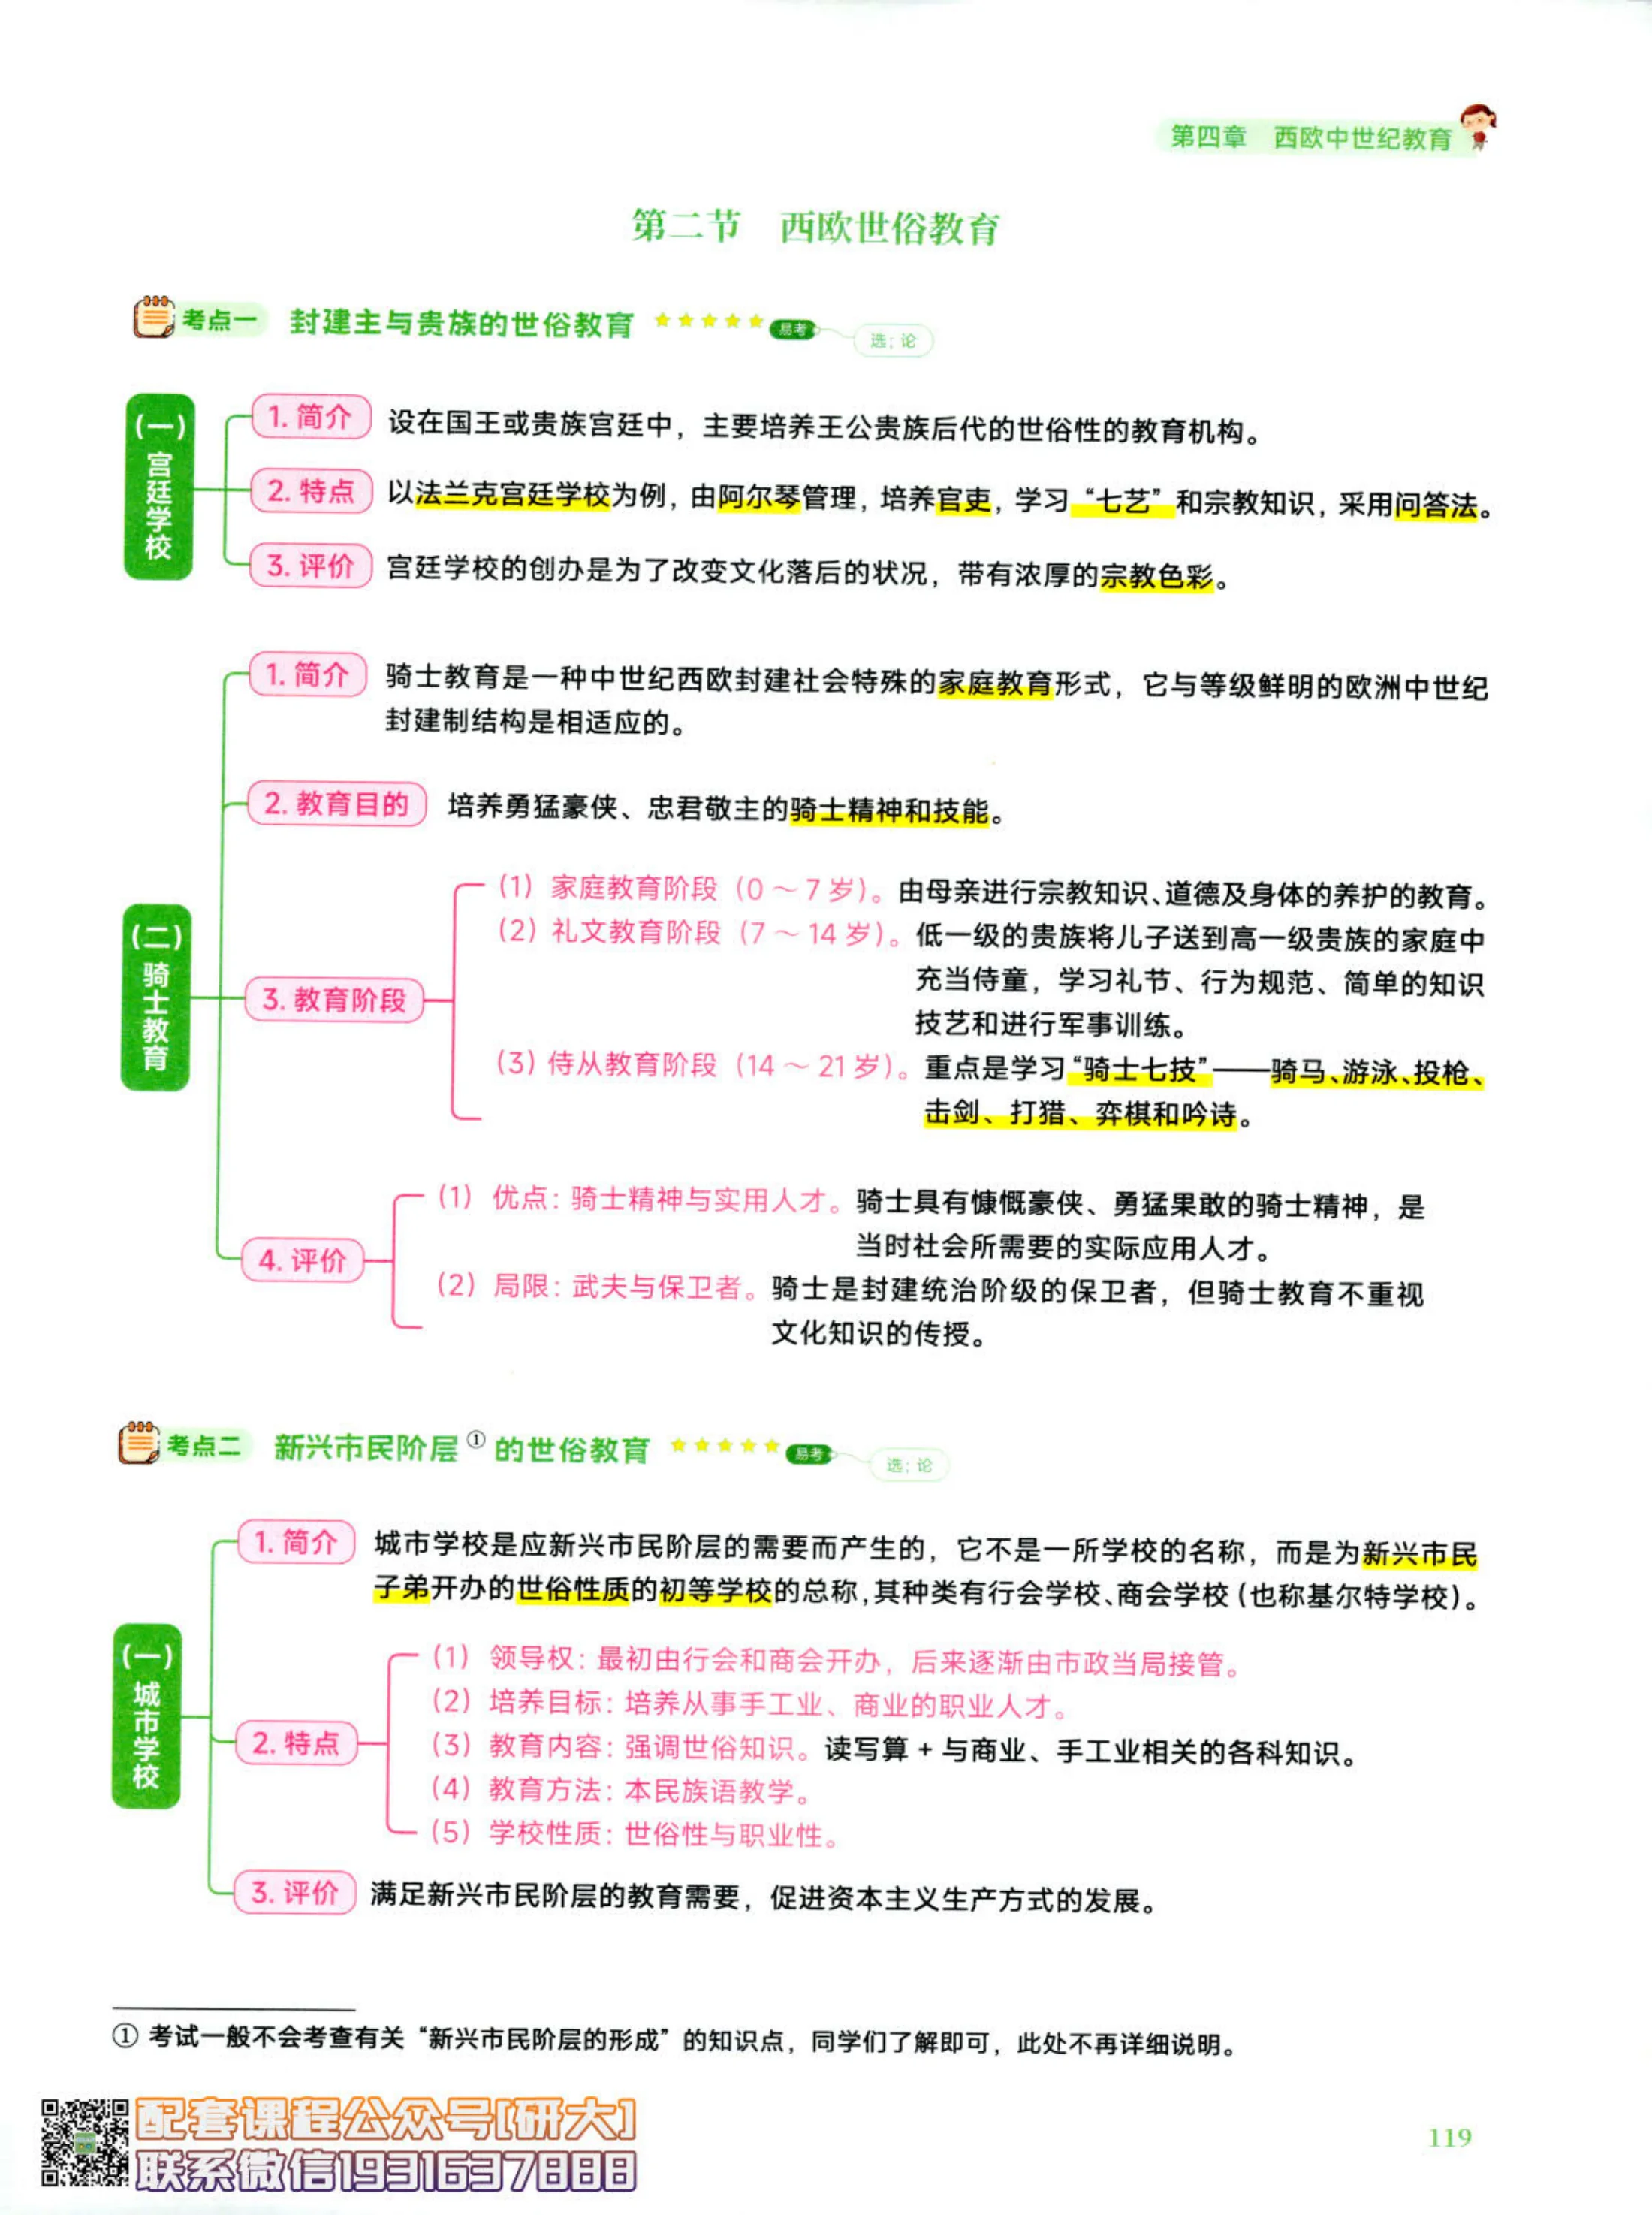 第四章 西欧中世纪教育
第二节 西欧世俗教育
考点一 封建主与贵族的世俗教育 易考 选;论
(一)宫廷学校
1. 简介 设在国王或贵族宫廷中，主要培养王公贵族后代的世俗性的教育机构。
2. 特点 以法兰克宫廷学校为例，由阿尔琴管理，培养官吏，学习“七艺”和宗教知识，采用问答法。
3. 评价 宫廷学校的创办是为了改变文化落后的状况，带有浓厚的宗教色彩。
(二)骑士教育
1. 简介 骑士教育是一种中世纪西欧封建社会特殊的家庭教育形式，它与等级鲜明的欧洲中世纪
封建制结构是相适应的。
2. 教育目的 培养勇猛豪侠、忠君敬主的骑士精神和技能。
3. 教育阶段
(1) 家庭教育阶段（0～7岁）。由母亲进行宗教知识、道德及身体的养护的教育。
(2) 礼文教育阶段（7～14岁）。低一级的贵族将儿子送到高一级贵族的家庭中
充当侍童，学习礼节、行为规范、简单的知识
技艺和进行军事训练。
(3) 侍从教育阶段（14～21岁）。重点是学习“骑士七技”——骑马、游泳、投枪、
击剑、打猎、弈棋和吟诗。
4. 评价
(1) 优点：骑士精神与实用人才。骑士具有慷慨豪侠、勇猛果敢的骑士精神，是
当时社会所需要的实际应用人才。
(2) 局限：武夫与保卫者。骑士是封建统治阶级的保卫者，但骑士教育不重视
文化知识的传授。
考点二 新兴市民阶层①的世俗教育 易考 选;论
(一)城市学校
1. 简介 城市学校是应新兴市民阶层的需要而产生的，它不是一所学校的名称，而是为新兴市民
子弟开办的世俗性质的初等学校的总称，其种类有行会学校、商会学校（也称基尔特学校）。
2. 特点
(1) 领导权：最初由行会和商会开办，后来逐渐由市政当局接管。
(2) 培养目标：培养从事手工业、商业的职业人才。
(3) 教育内容：强调世俗知识。读写算 + 与商业、手工业相关的各科知识。
(4) 教育方法：本民族语教学。
(5) 学校性质：世俗性与职业性。
3. 评价 满足新兴市民阶层的教育需要，促进资本主义生产方式的发展。
① 考试一般不会考查有关“新兴市民阶层的形成”的知识点，同学们了解即可，此处不再详细说明。
配套课程公众号[研大]
联系微信1931637888
119